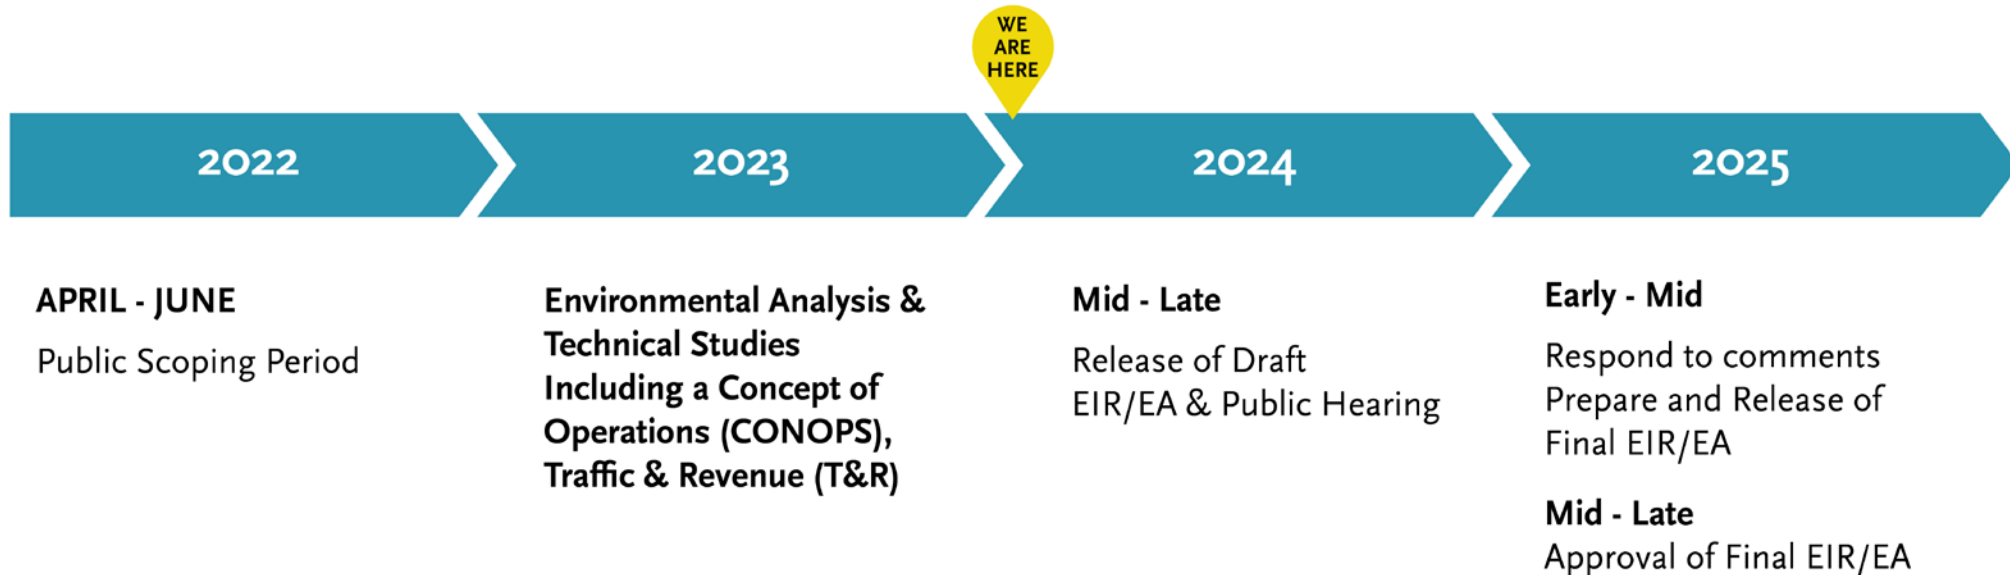 WE
ARE
HERE
2022
2023
2024
2025
APRIL - JUNE
Public Scoping Period
Environmental Analysis &
Technical Studies
Including a Concept of
Operations (CONOPS),
Traffic & Revenue (T&R)
Mid - Late
Release of Draft
EIR/EA & Public Hearing
Early - Mid
Respond to comments
Prepare and Release of
Final EIR/EA
Mid - Late
Approval of Final EIR/EA